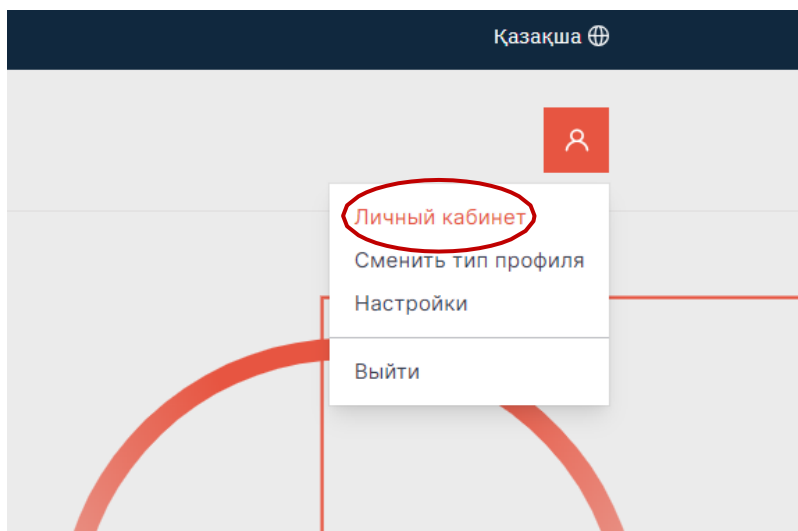 Қазақша
Личный кабинет
Сменить тип профиля
Настройки
Выйти